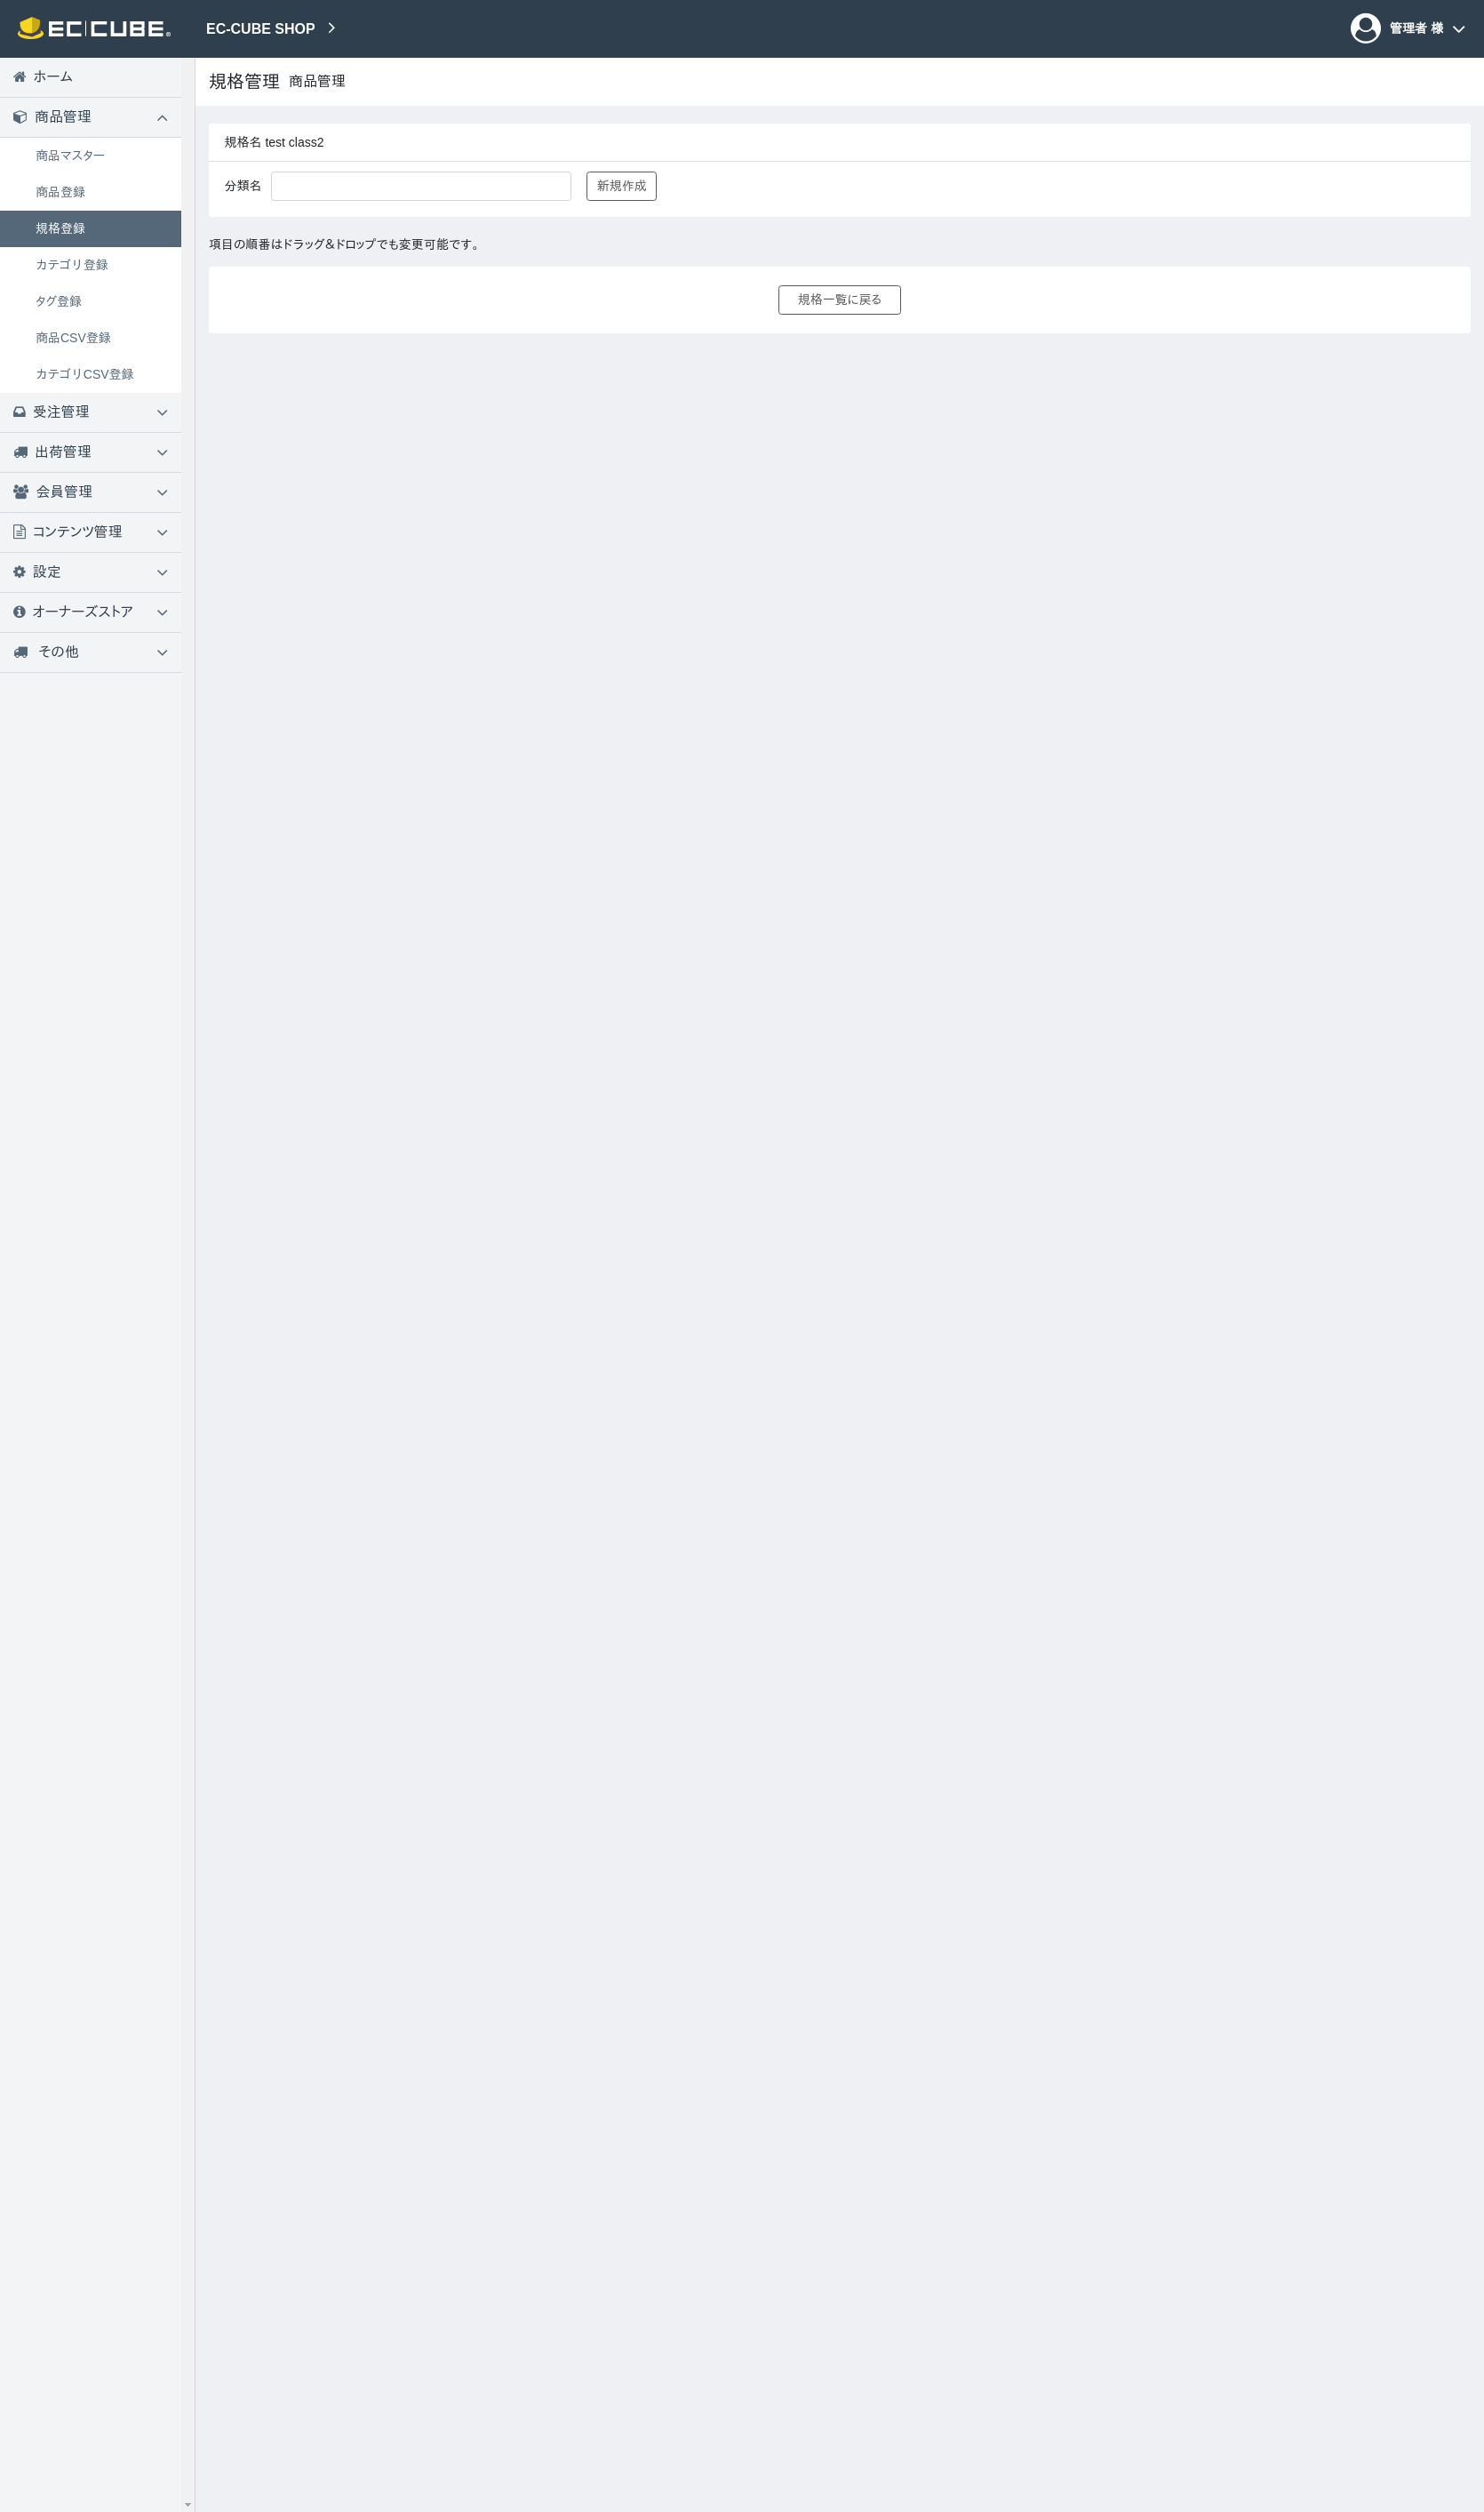 EC CUBE®
EC-CUBE SHOP
管理者 様
ホーム
商品管理
商品マスター
商品登録
規格登録
カテゴリ登録
タグ登録
商品CSV登録
カテゴリCSV登録
受注管理
出荷管理
会員管理
コンテンツ管理
設定
オーナーズストア
その他
規格管理 商品管理
規格名 test class2
分類名
新規作成
項目の順番はドラッグ&ドロップでも変更可能です。
規格一覧に戻る